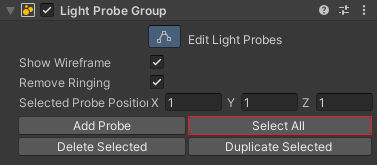 Light Probe Group
Edit Light Probes
Show Wireframe
Remove Ringing
Selected Probe Position X 1 Y 1 Z 1
Add Probe Select All
Delete Selected Duplicate Selected